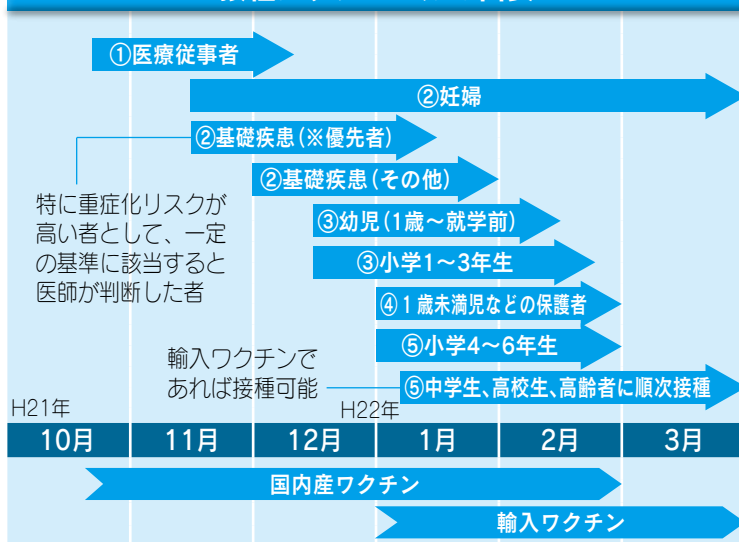 ①医療従事者
②妊婦
②基礎疾患(※優先者)
②基礎疾患(その他)
特に重症化リスクが
高い者として、一定
の基準に該当すると
医師が判断した者
③幼児(1歳～就学前)
③小学1～3年生
④1歳未満児などの保護者
⑤小学4～6年生
輸入ワクチンで
あれば接種可能
⑤中学生、高校生、高齢者に順次接種
H21年
H22年
10月 11月 12月 1月 2月 3月
国内産ワクチン
輸入ワクチン